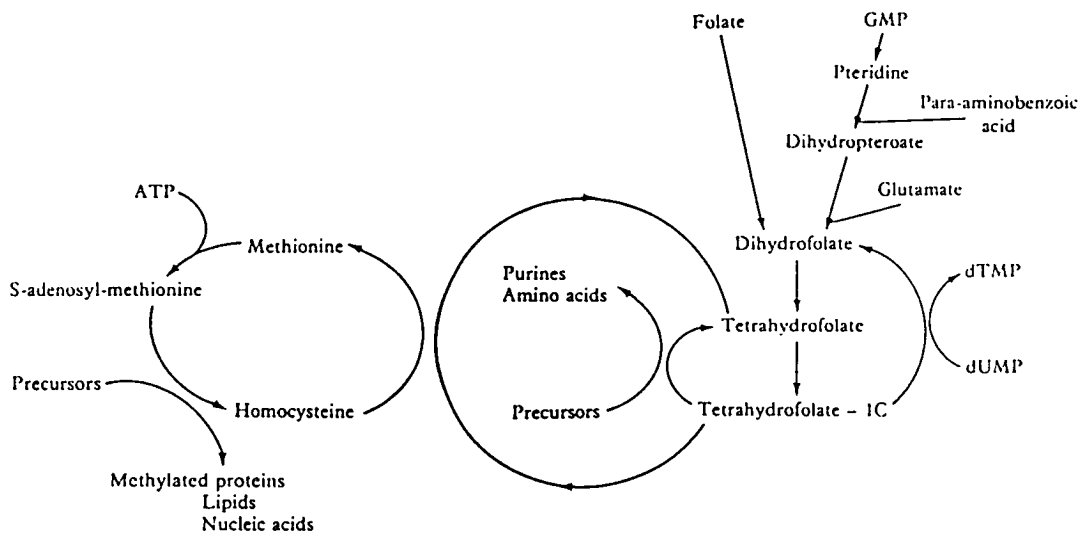 Folate
GMP
Pteridine
Para-aminobenzoic
acid
Dihydropteroate
Glutamate
ATP
Methionine
Dihydrofolate
S-adenosyl-methionine
Purines
Amino acids
dTMP
Tetrahydrofolate
dUMP
Precursors
Homocysteine
Precursors
Tetrahydrofolate – 1C
Methylated proteins
Lipids
Nucleic acids